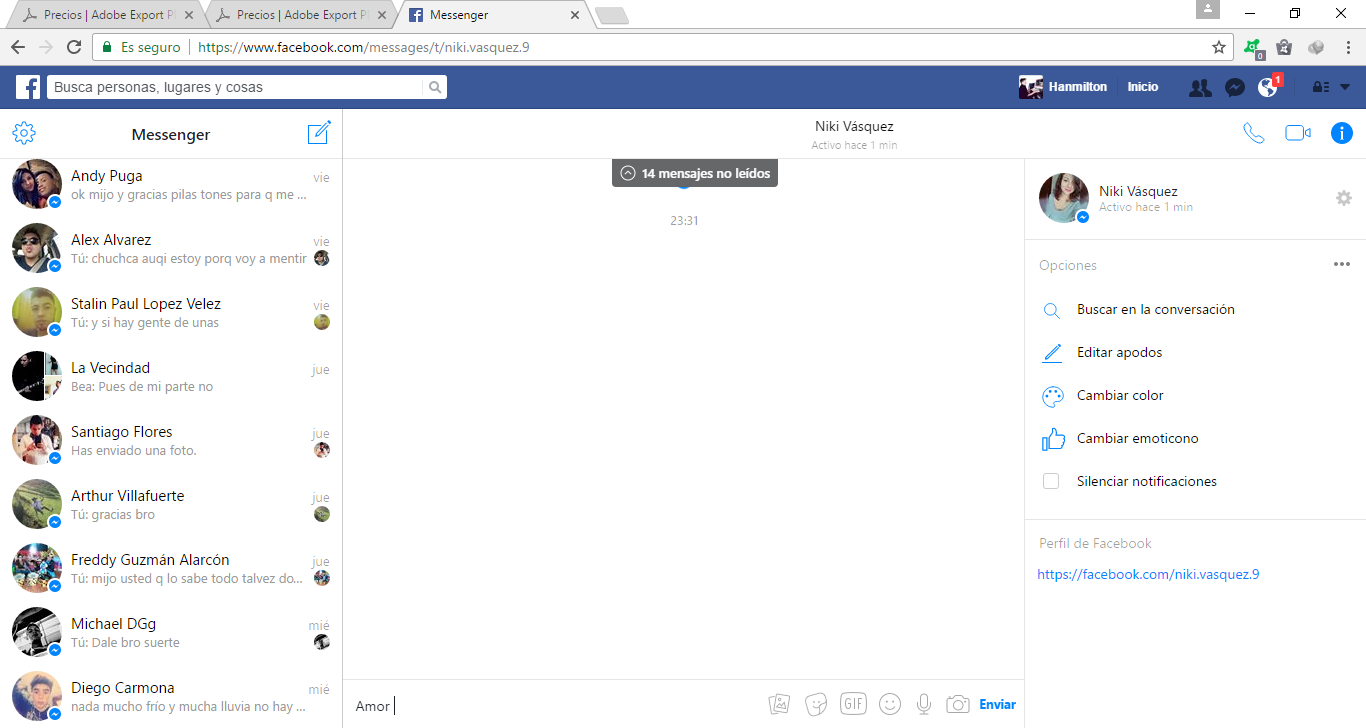 Precios | Adobe Export P
Precios | Adobe Export P
Messenger
Es seguro
https://www.facebook.com/messages/t/niki.vasquez.9
0
Busca personas, lugares y cosas
Hanmilton
Inicio
1
Messenger
Niki Vásquez
Activo hace 1 min
Andy Puga
vie
ok mijo y gracias pilas tones para q me ...
Alex Alvarez
vie
Tú: chuchca auqi estoy porq voy a mentir
Stalin Paul Lopez Velez
vie
Tú: y si hay gente de unas
La Vecindad
jue
Bea: Pues de mi parte no
Santiago Flores
jue
Has enviado una foto.
Arthur Villafuerte
jue
Tú: gracias bro
Freddy Guzmán Alarcón
jue
Tú: mijo usted q lo sabe todo talvez do...
Michael DGg
mié
Tú: Dale bro suerte
Diego Carmona
mié
nada mucho frío y mucha lluvia no hay ...
14 mensajes no leídos
23:31
Amor
GIF
Enviar
Niki Vásquez
Activo hace 1 min
Opciones
Buscar en la conversación
Editar apodos
Cambiar color
Cambiar emoticono
Silenciar notificaciones
Perfil de Facebook
https://facebook.com/niki.vasquez.9